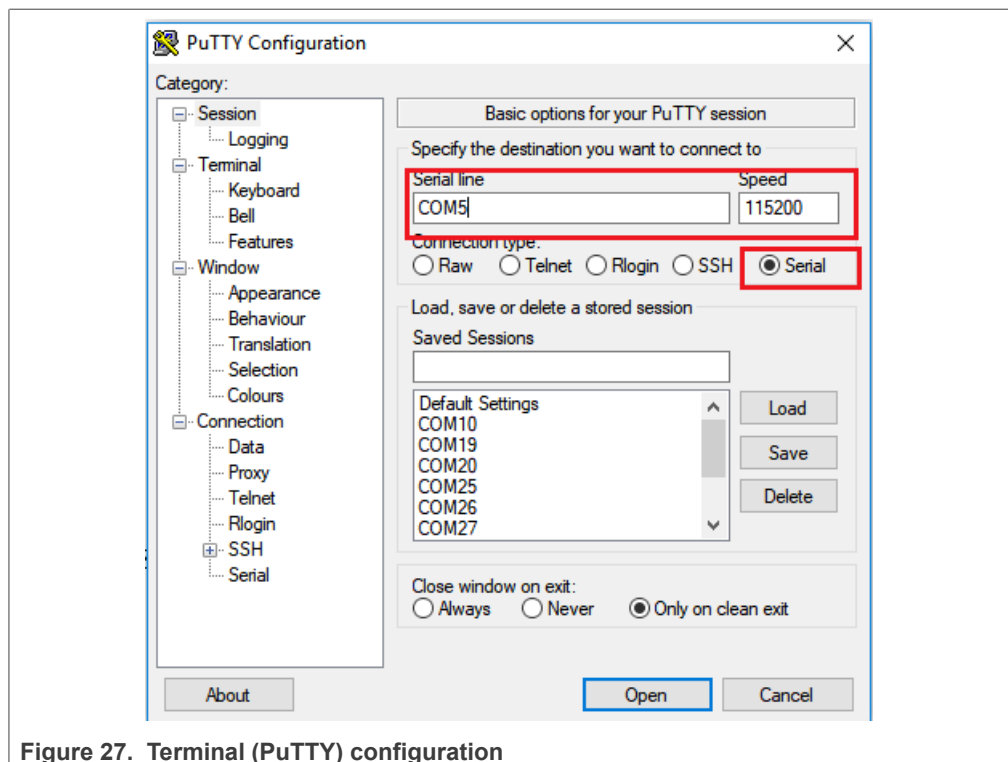 PuTTY Configuration
Category:
Session
Logging
Terminal
Keyboard
Bell
Features
Window
Appearance
Behaviour
Translation
Selection
Colours
Connection
Data
Proxy
Telnet
Rlogin
SSH
Serial
Basic options for your PuTTY session
Specify the destination you want to connect to
Serial line Speed
COM5 115200
Connection type:
Raw Telnet Rlogin SSH Serial
Load, save or delete a stored session
Saved Sessions
Default Settings
COM10
COM19
COM20
COM25
COM26
COM27
Load
Save
Delete
Close window on exit:
Always Never Only on clean exit
About Open Cancel
Figure 27. Terminal (PuTTY) configuration